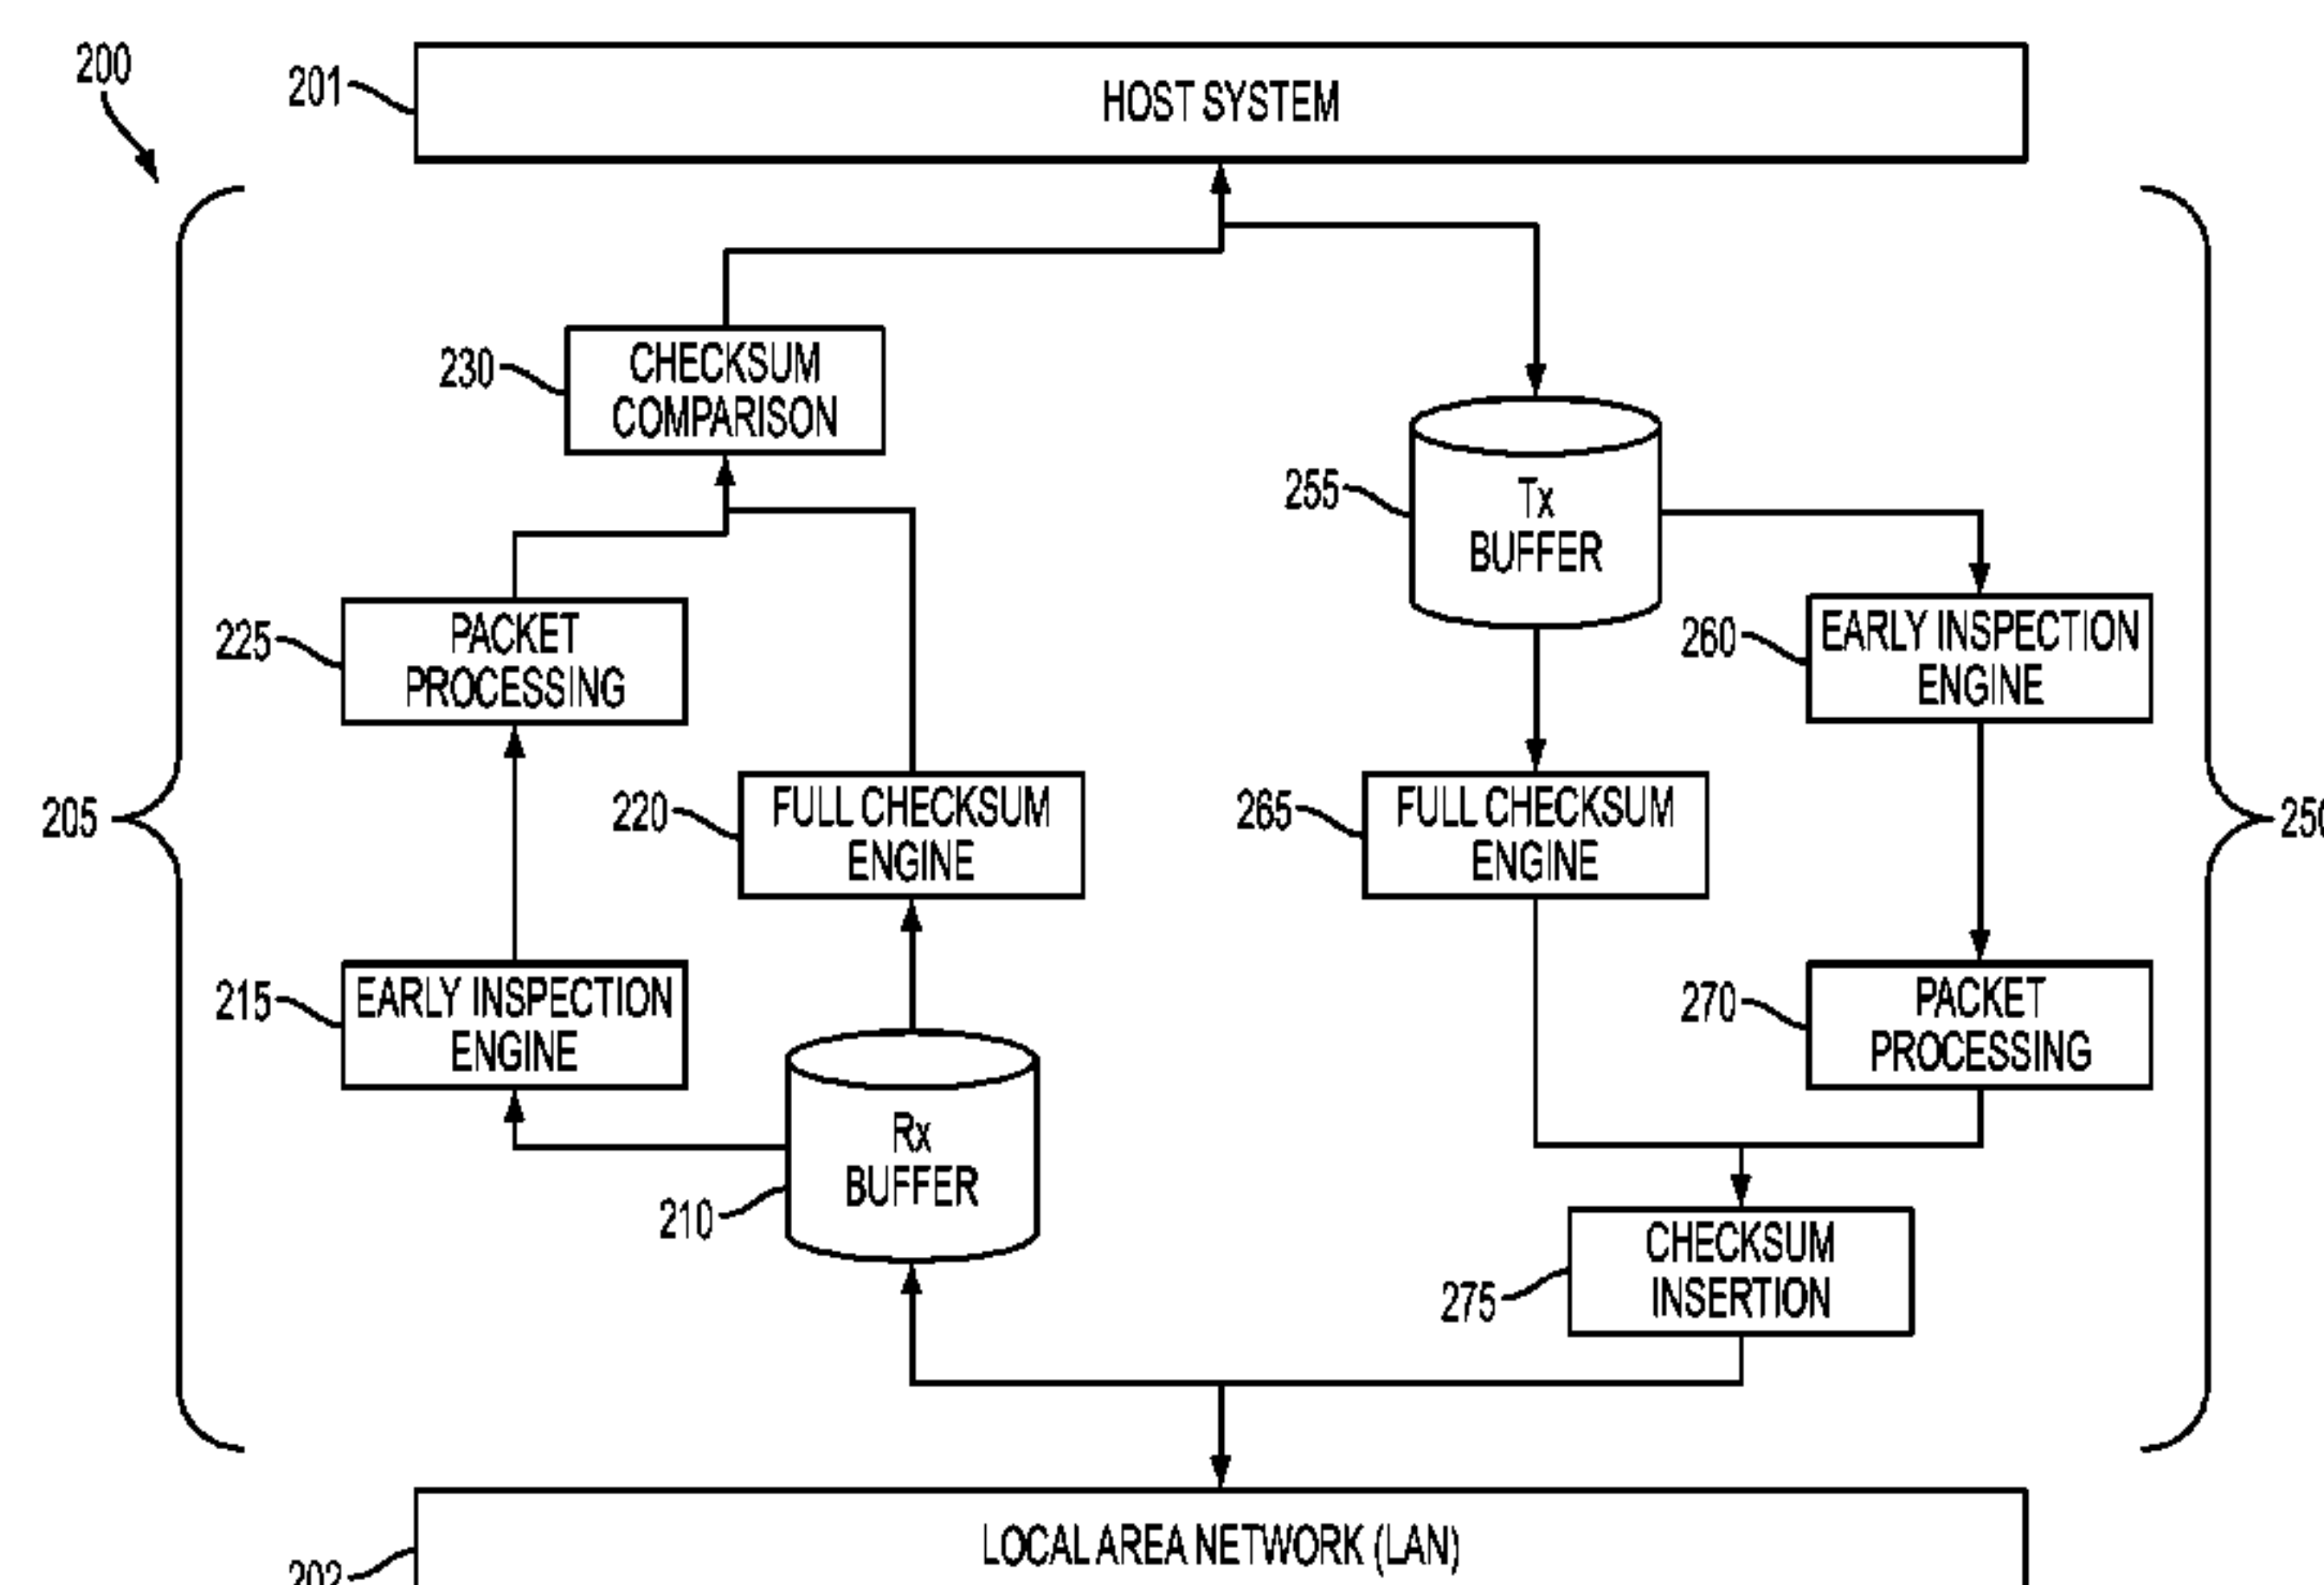 200
201
HOST SYSTEM
230
CHECKSUM
COMPARISON
255
Tx
BUFFER
225
PACKET
PROCESSING
260
EARLY INSPECTION
ENGINE
205
220
FULL CHECKSUM
ENGINE
265
FULL CHECKSUM
ENGINE
250
215
EARLY INSPECTION
ENGINE
270
PACKET
PROCESSING
210
Rx
BUFFER
275
CHECKSUM
INSERTION
202
LOCAL AREA NETWORK (LAN)